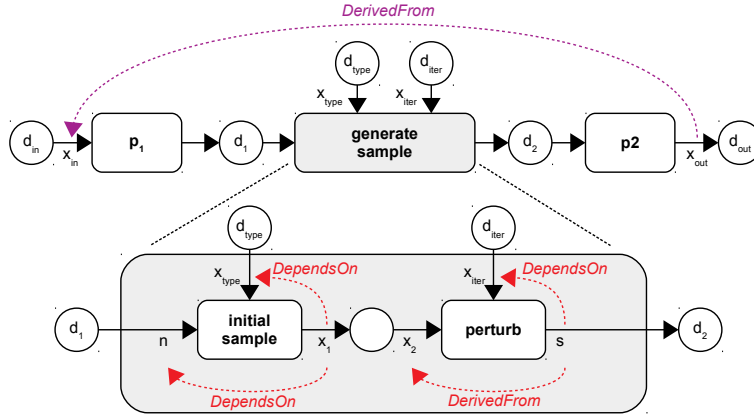 DerivedFrom
d_type d_iter
x_type x_iter
d_in x_in p_1 d_1 generate sample d_2 p2 x_out d_out
d_type d_iter
x_type DependsOn x_iter DependsOn
d_1 n initial sample x_1 x_2 perturb s d_2
DependsOn DerivedFrom